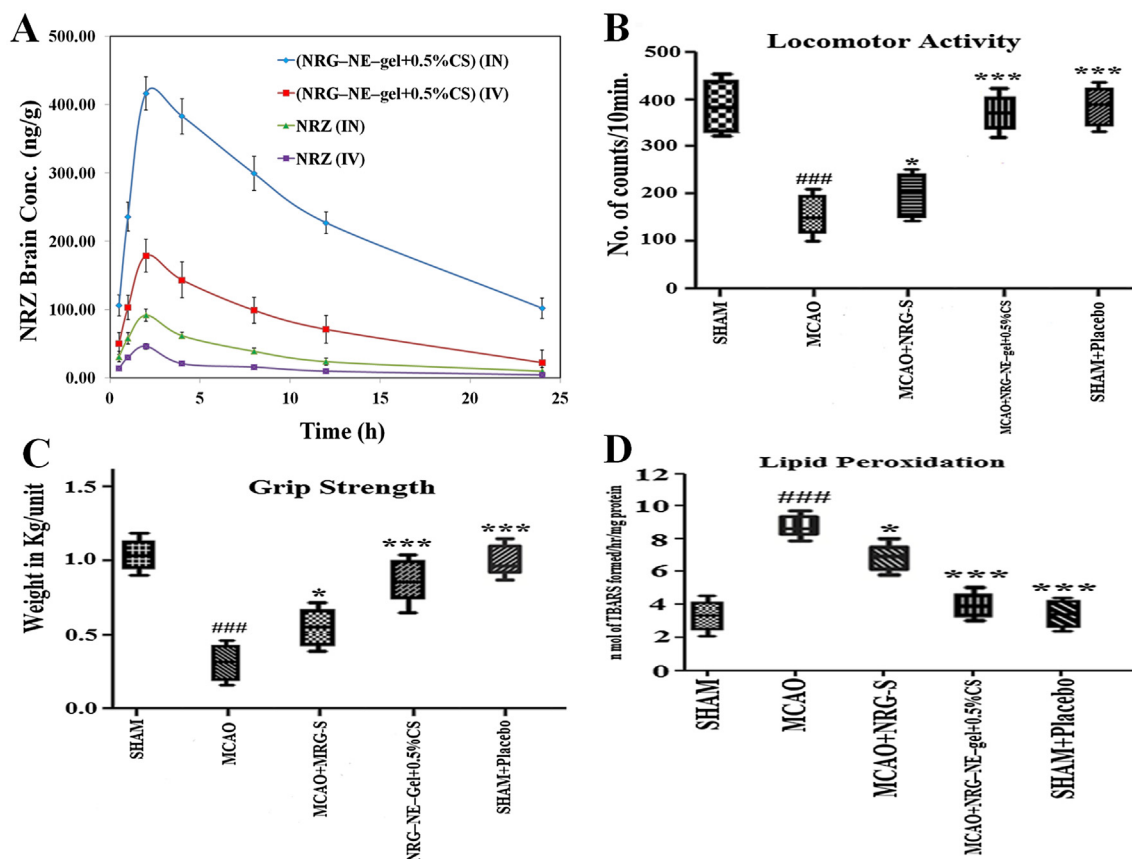 A
500.00
400.00
300.00
200.00
100.00
0.00
NRZ Brain Conc. (ng/g)
(NRG–NE–gel+0.5%CS) (IN)
(NRG–NE–gel+0.5%CS) (IV)
NRZ (IN)
NRZ (IV)
0 5 10 15 20 25
Time (h)
B
Locomotor Activity
500
400
300
200
100
0
No. of counts/10min.
###
*
***
***
SHAM
MCAO
MCAO+NRG-S
MCAO+NRG–NE–gel+0.5%CS
SHAM+Placebo
C
Grip Strength
1.5
1.0
0.5
0.0
Weight in Kg/unit
###
*
***
***
SHAM
MCAO
MCAO+MRG-S
NRG–NE–Gel+0.5%CS
SHAM+Placebo
D
Lipid Peroxidation
12
10
8
6
4
2
0
n mol of TBARS formed/hr/mg protein
###
*
***
***
SHAM
MCAO
MCAO+NRG-S
MCAO+NRG–NE–gel+0.5%CS
SHAM+Placebo